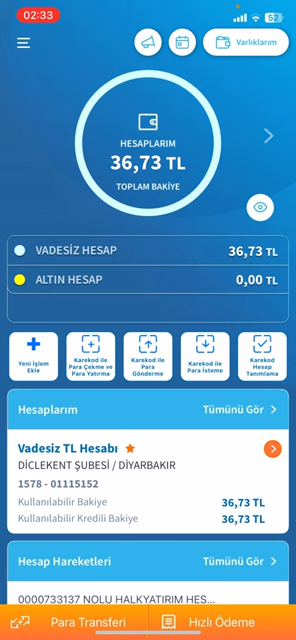 02:33
52
Varlıklarım
HESAPLARIM
36,73 TL
TOPLAM BAKİYE
VADESİZ HESAP
36,73 TL
ALTIN HESAP
0,00 TL
Yeni İşlem
Ekle
Karekod ile
Para Çekme ve
Para Yatırma
Karekod ile
Para
Gönderme
Karekod ile
Para İsteme
Karekod
Hesap
Tanımlama
Hesaplarım
Tümünü Gör
Vadesiz TL Hesabı
DİCLEKENT ŞUBESİ / DİYARBAKIR
1578 - 01115152
Kullanılabilir Bakiye
36,73 TL
Kullanılabilir Kredili Bakiye
36,73 TL
Hesap Hareketleri
Tümünü Gör
0000733137 NOLU HALKYATIRIM HES...
Para Transferi
Hızlı Ödeme